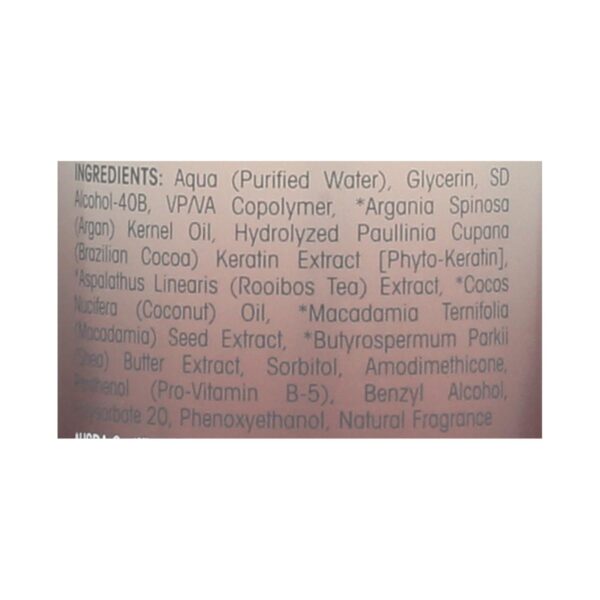 INGREDIENTS: Aqua (Purified Water), Glycerin, SD
Alcohol-40B, VP/VA Copolymer, *Argania Spinosa
(Argan) Kernel Oil, Hydrolyzed Paullinia Cupana
(Brazilian Cocoa) Keratin Extract [Phyto-Keratin],
*Aspalathus Linearis (Rooibos Tea) Extract, *Cocos
Nucifera (Coconut) Oil, *Macadamia Ternifolia
(Macadamia) Seed Extract, *Butyrospermum Parkii
(Shea) Butter Extract, Sorbitol, Amodimethicone,
Panthenol (Pro-Vitamin B-5), Benzyl Alcohol,
20, Phenoxyethanol, Natural Fragrance